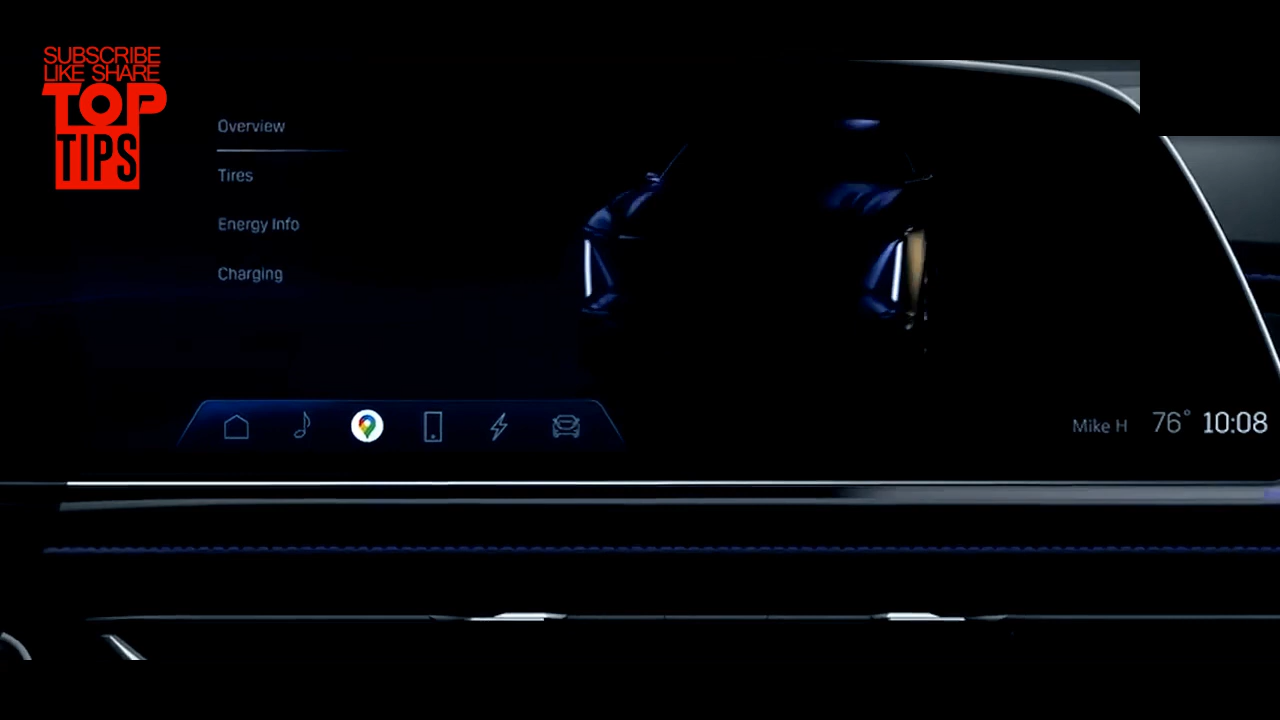 SUBSCRIBE
LIKE SHARE
TOP
TIPS
Overview
Tires
Energy Info
Charging
Mike H 76° 10:08